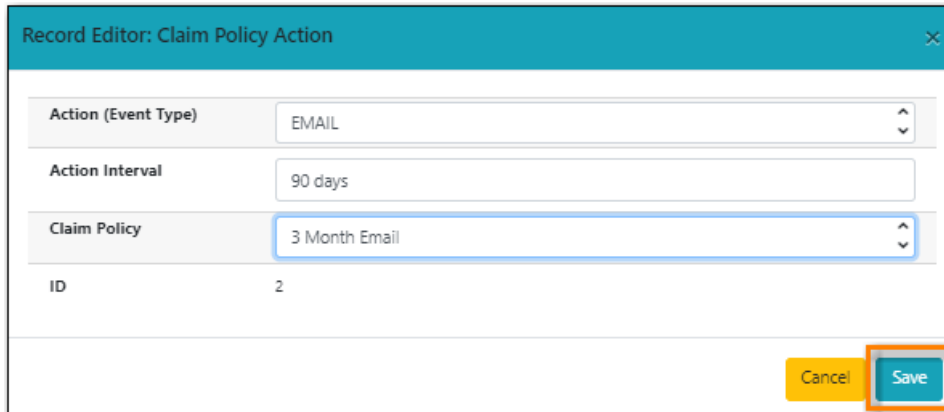 Record Editor: Claim Policy Action ×
Action (Event Type) EMAIL
Action Interval 90 days
Claim Policy 3 Month Email
ID 2
Cancel Save